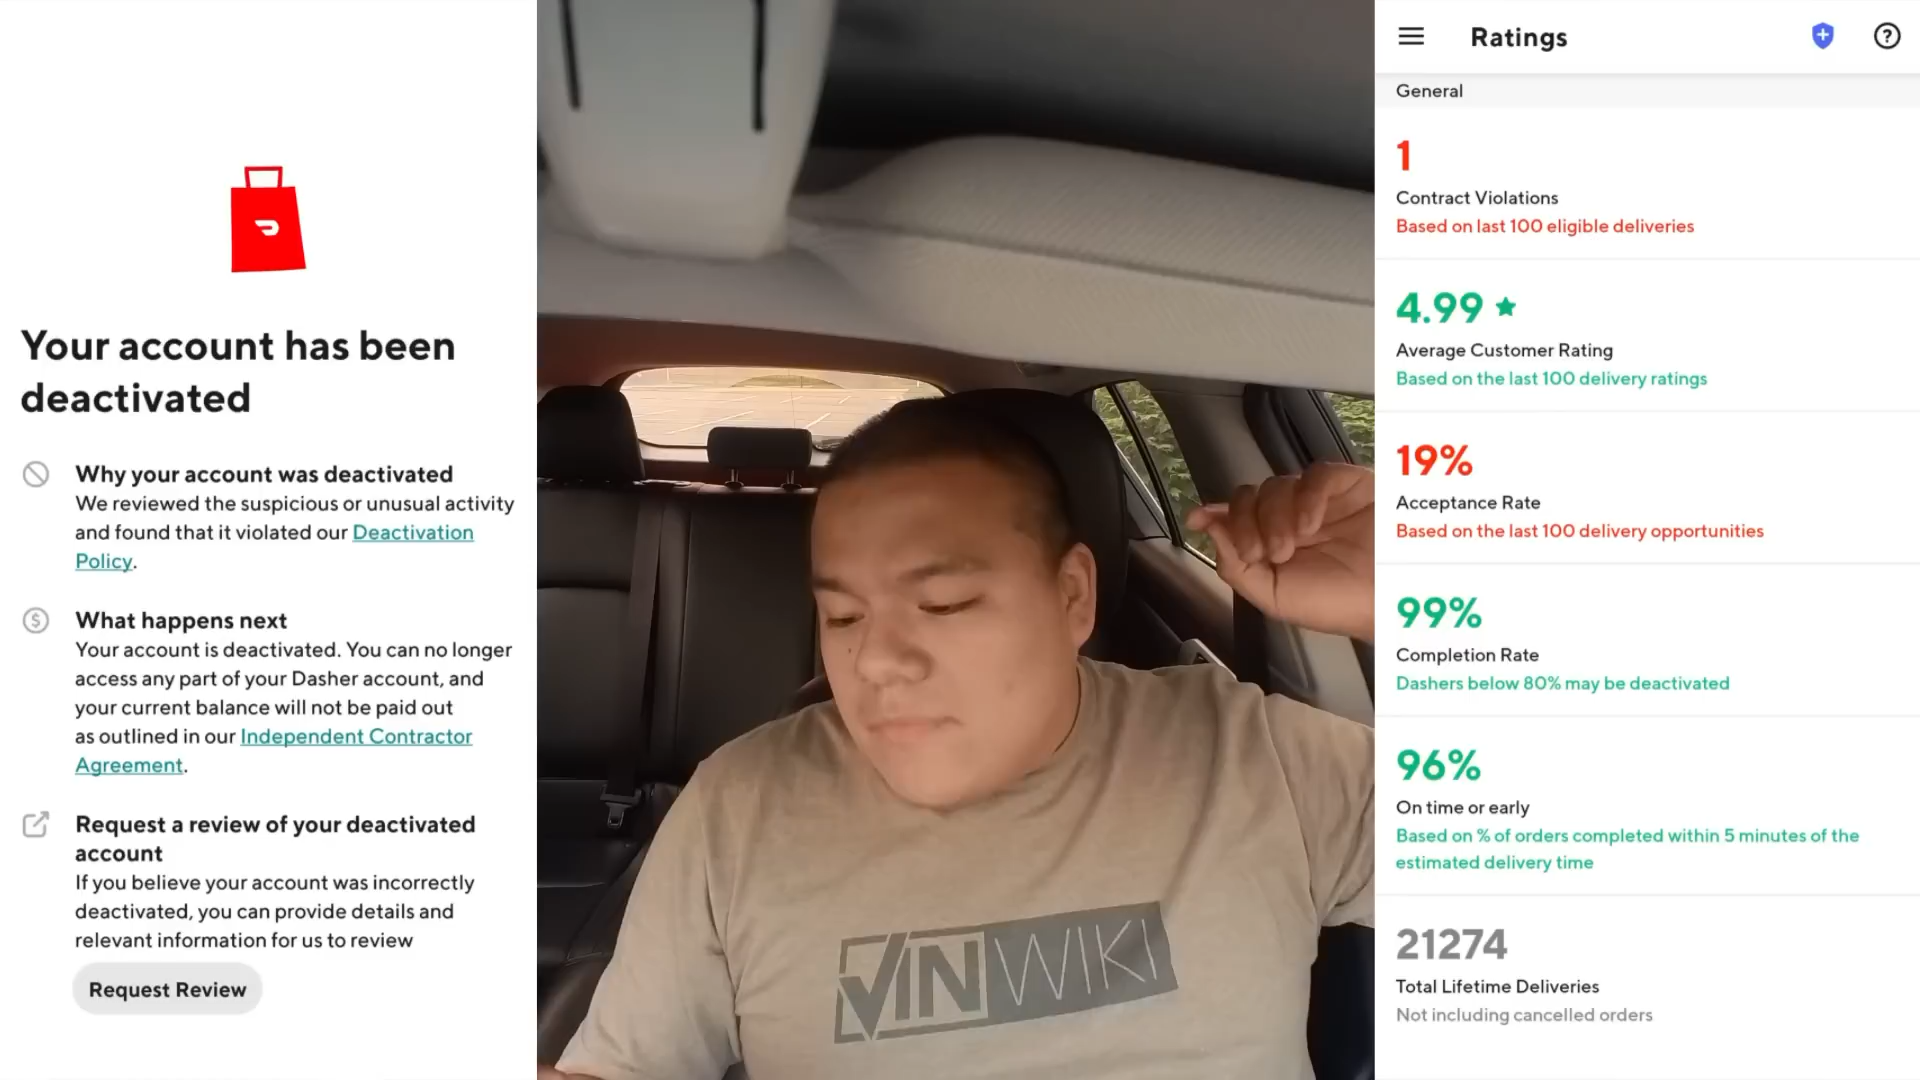 Your account has been
deactivated
Why your account was deactivated
We reviewed the suspicious or unusual activity
and found that it violated our Deactivation
Policy.
What happens next
Your account is deactivated. You can no longer
access any part of your Dasher account, and
your current balance will not be paid out
as outlined in our Independent Contractor
Agreement.
Request a review of your deactivated
account
If you believe your account was incorrectly
deactivated, you can provide details and
relevant information for us to review
Request Review
VINWIKI
Ratings
General
1
Contract Violations
Based on last 100 eligible deliveries
4.99
Average Customer Rating
Based on the last 100 delivery ratings
19%
Acceptance Rate
Based on the last 100 delivery opportunities
99%
Completion Rate
Dashers below 80% may be deactivated
96%
On time or early
Based on % of orders completed within 5 minutes of the
estimated delivery time
21274
Total Lifetime Deliveries
Not including cancelled orders